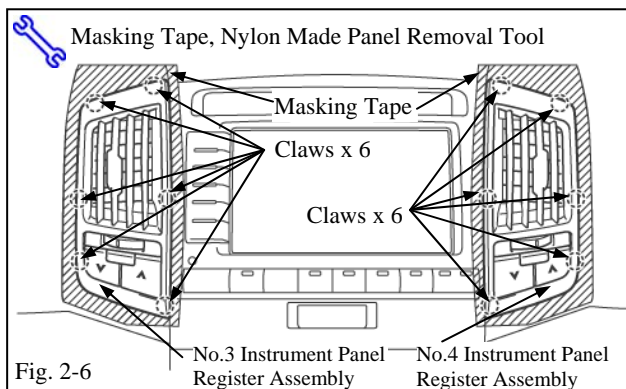 Masking Tape, Nylon Made Panel Removal Tool
Masking Tape
Claws x 6
Claws x 6
Fig. 2-6
No.3 Instrument Panel
Register Assembly
No.4 Instrument Panel
Register Assembly